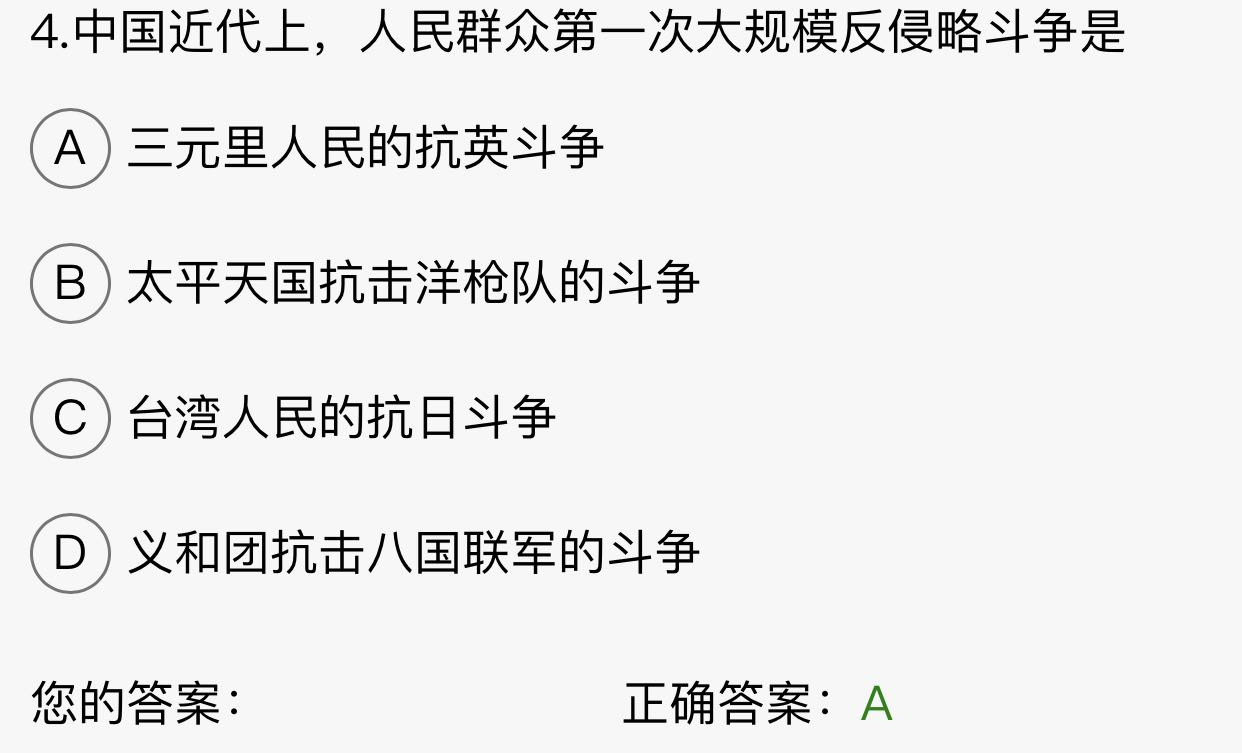 4.中国近代上，人民群众第一次大规模反侵略斗争是
A 三元里人民的抗英斗争
B 太平天国抗击洋枪队的斗争
C 台湾人民的抗日斗争
D 义和团抗击八国联军的斗争
您的答案： 正确答案：A